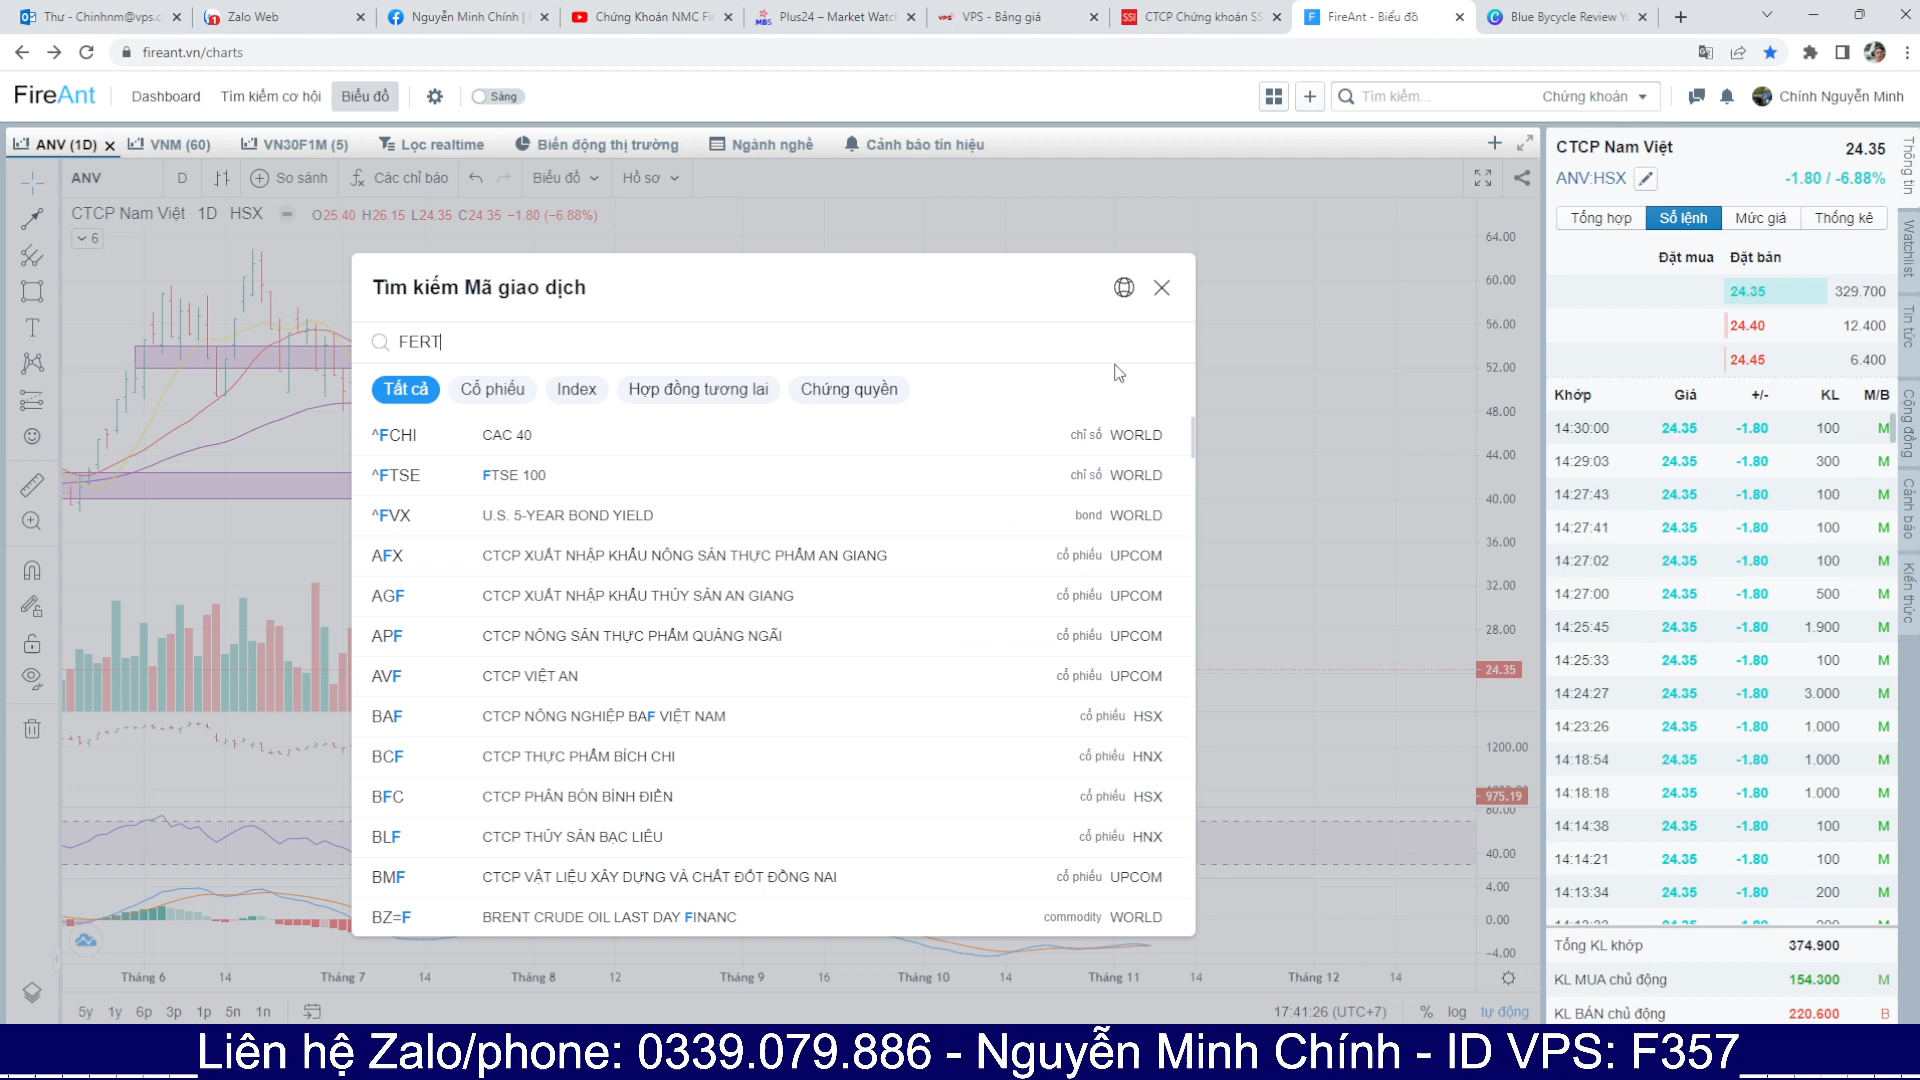 Thư - Chinhnm@vps.c
Zalo Web
Nguyễn Minh Chính |
Chứng Khoán NMC Fi
Plus24 – Market Watc
VPS - Bảng giá
CTCP Chứng khoán SS
FireAnt - Biểu đồ
Blue Bycycle Review Yo
fireant.vn/charts
FireAnt
Dashboard
Tìm kiếm cơ hội
Biểu đồ
Sáng
Tìm kiếm...
Chứng khoán
Chính Nguyễn Minh
ANV (1D)
VNM (60)
VN30F1M (5)
Lọc realtime
Biến động thị trường
Ngành nghề
Cảnh báo tín hiệu
ANV
D
So sánh
Các chỉ báo
Biểu đồ
Hồ sơ
CTCP Nam Việt 1D HSX
O25.40 H26.15 L24.35 C24.35 −1.80 (−6.88%)
6
Tìm kiếm Mã giao dịch
FERT
Tất cả
Cổ phiếu
Index
Hợp đồng tương lai
Chứng quyền
^FCHI CAC 40 chỉ số WORLD
^FTSE FTSE 100 chỉ số WORLD
^FVX U.S. 5-YEAR BOND YIELD bond WORLD
AFX CTCP XUẤT NHẬP KHẨU NÔNG SẢN THỰC PHẨM AN GIANG cổ phiếu UPCOM
AGF CTCP XUẤT NHẬP KHẨU THỦY SẢN AN GIANG cổ phiếu UPCOM
APF CTCP NÔNG SẢN THỰC PHẨM QUẢNG NGÃI cổ phiếu UPCOM
AVF CTCP VIỆT AN cổ phiếu UPCOM
BAF CTCP NÔNG NGHIỆP BAF VIỆT NAM cổ phiếu HSX
BCF CTCP THỰC PHẨM BÍCH CHI cổ phiếu HNX
BFC CTCP PHÂN BÓN BÌNH ĐIỀN cổ phiếu HSX
BLF CTCP THỦY SẢN BẠC LIÊU cổ phiếu HNX
BMF CTCP VẬT LIỆU XÂY DỰNG VÀ CHẤT ĐỐT ĐỒNG NAI cổ phiếu UPCOM
BZ=F BRENT CRUDE OIL LAST DAY FINANC commodity WORLD
64.00
60.00
56.00
52.00
48.00
44.00
40.00
36.00
32.00
28.00
24.35
1200.00
975.19
80.00
40.00
4.00
0.00
−4.00
Tháng 6
14
Tháng 7
14
Tháng 8
12
Tháng 9
16
Tháng 10
14
Tháng 11
14
Tháng 12
14
5y 1y 6p 3p 1p 5n 1n
17:41:26 (UTC+7)
% log tự động
CTCP Nam Việt 24.35
ANV:HSX -1.80 / -6.88%
Tổng hợp
Sổ lệnh
Mức giá
Thống kê
Đặt mua Đặt bán
24.35 329.700
24.40 12.400
24.45 6.400
Khớp Giá +/- KL M/B
14:30:00 24.35 -1.80 100 M
14:29:03 24.35 -1.80 300 M
14:27:43 24.35 -1.80 100 M
14:27:41 24.35 -1.80 100 M
14:27:02 24.35 -1.80 100 M
14:27:00 24.35 -1.80 500 M
14:25:45 24.35 -1.80 1.900 M
14:25:33 24.35 -1.80 100 M
14:24:27 24.35 -1.80 3.000 M
14:23:26 24.35 -1.80 1.000 M
14:18:54 24.35 -1.80 1.000 M
14:18:18 24.35 -1.80 1.000 M
14:14:38 24.35 -1.80 100 M
14:14:21 24.35 -1.80 100 M
14:13:34 24.35 -1.80 200 M
Tổng KL khớp 374.900
KL MUA chủ động 154.300 M
KL BÁN chủ động 220.600 B
Thông tin
Watchlist
Tin tức
Cộng đồng
Cảnh báo
Kiến thức
Liên hệ Zalo/phone: 0339.079.886 - Nguyễn Minh Chính - ID VPS: F357